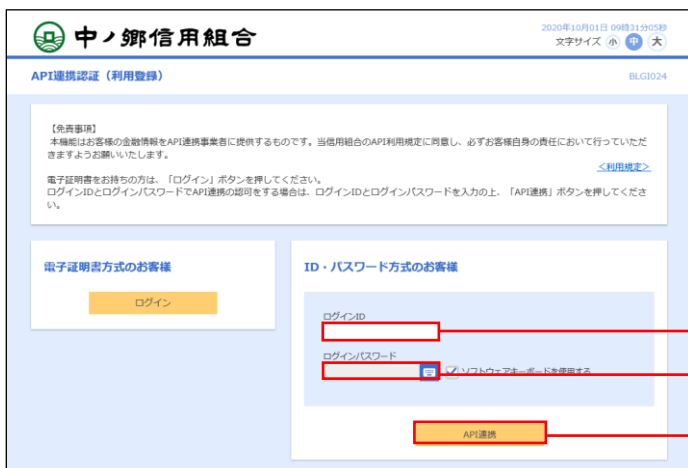 中ノ郷信用組合
2020年10月01日 09時31分05秒
文字サイズ 小 中 大
API連携認証（利用登録）
BLGI024
【免責事項】
本機能はお客様の金融情報をAPI連携事業者に提供するものです。当信用組合のAPI利用規定に同意し、必ずお客様自身の責任において行っていただ
きますようお願いいたします。
＜利用規定＞
電子証明書をお持ちの方は、「ログイン」ボタンを押してください。
ログインIDとログインパスワードでAPI連携の認可をする場合は、ログインIDとログインパスワードを入力の上、「API連携」ボタンを押してくださ
い。
電子証明書方式のお客様
ログイン
ID・パスワード方式のお客様
ログインID
ログインパスワード
ソフトウェアキーボードを使用する
API連携